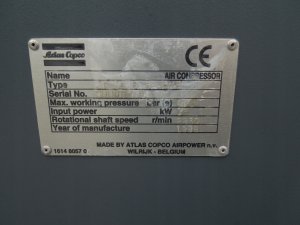 Atlas Copco
CE
Name AIR COMPRESSOR
Type
Serial No.
Max. working pressure bar(e)
Input power kW
Rotational shaft speed r/min
Year of manufacture
MADE BY ATLAS COPCO AIRPOWER n.v.
1614 8057 0 WILRIJK - BELGIUM